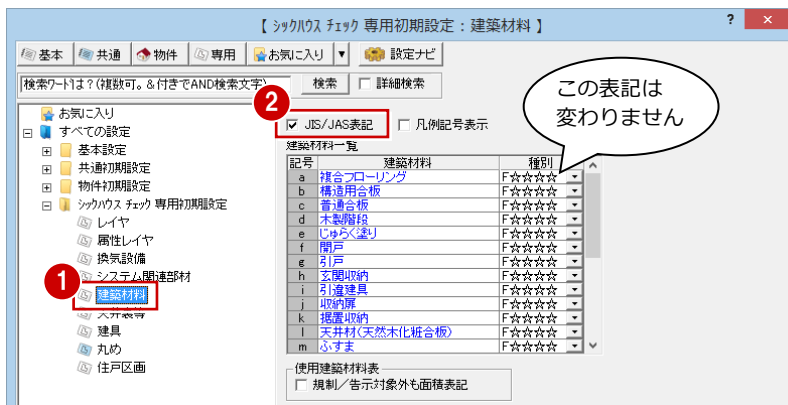 【 シックハウス チェック 専用初期設定：建築材料 】
? ×
基本 共通 物件 専用 お気に入り ▼ 設定ナビ
検索ワードは？(複数可。&付きでAND検索文字) 検索 □ 詳細検索
お気に入り
すべての設定
基本設定
共通初期設定
物件初期設定
シックハウス チェック 専用初期設定
レイヤ
属性レイヤ
換気設備
システム関連部材
1
建築材料
天井裏等
建具
丸め
住戸区画
2
JIS/JAS表記 凡例記号表示
この表記は
変わりません
建築材料一覧
記号 建築材料 種別
a 複合フローリング F☆☆☆☆
b 構造用合板 F☆☆☆☆
c 普通合板 F☆☆☆☆
d 木製階段 F☆☆☆☆
e じゅらく塗り F☆☆☆☆
f 開戸 F☆☆☆☆
g 引戸 F☆☆☆☆
h 玄関収納 F☆☆☆☆
i 引違建具 F☆☆☆☆
j 収納扉 F☆☆☆☆
k 据置収納 F☆☆☆☆
l 天井材(天然木化粧合板) F☆☆☆☆
m ふすま F☆☆☆☆
使用建築材料表
規制／告示対象外も面積表記